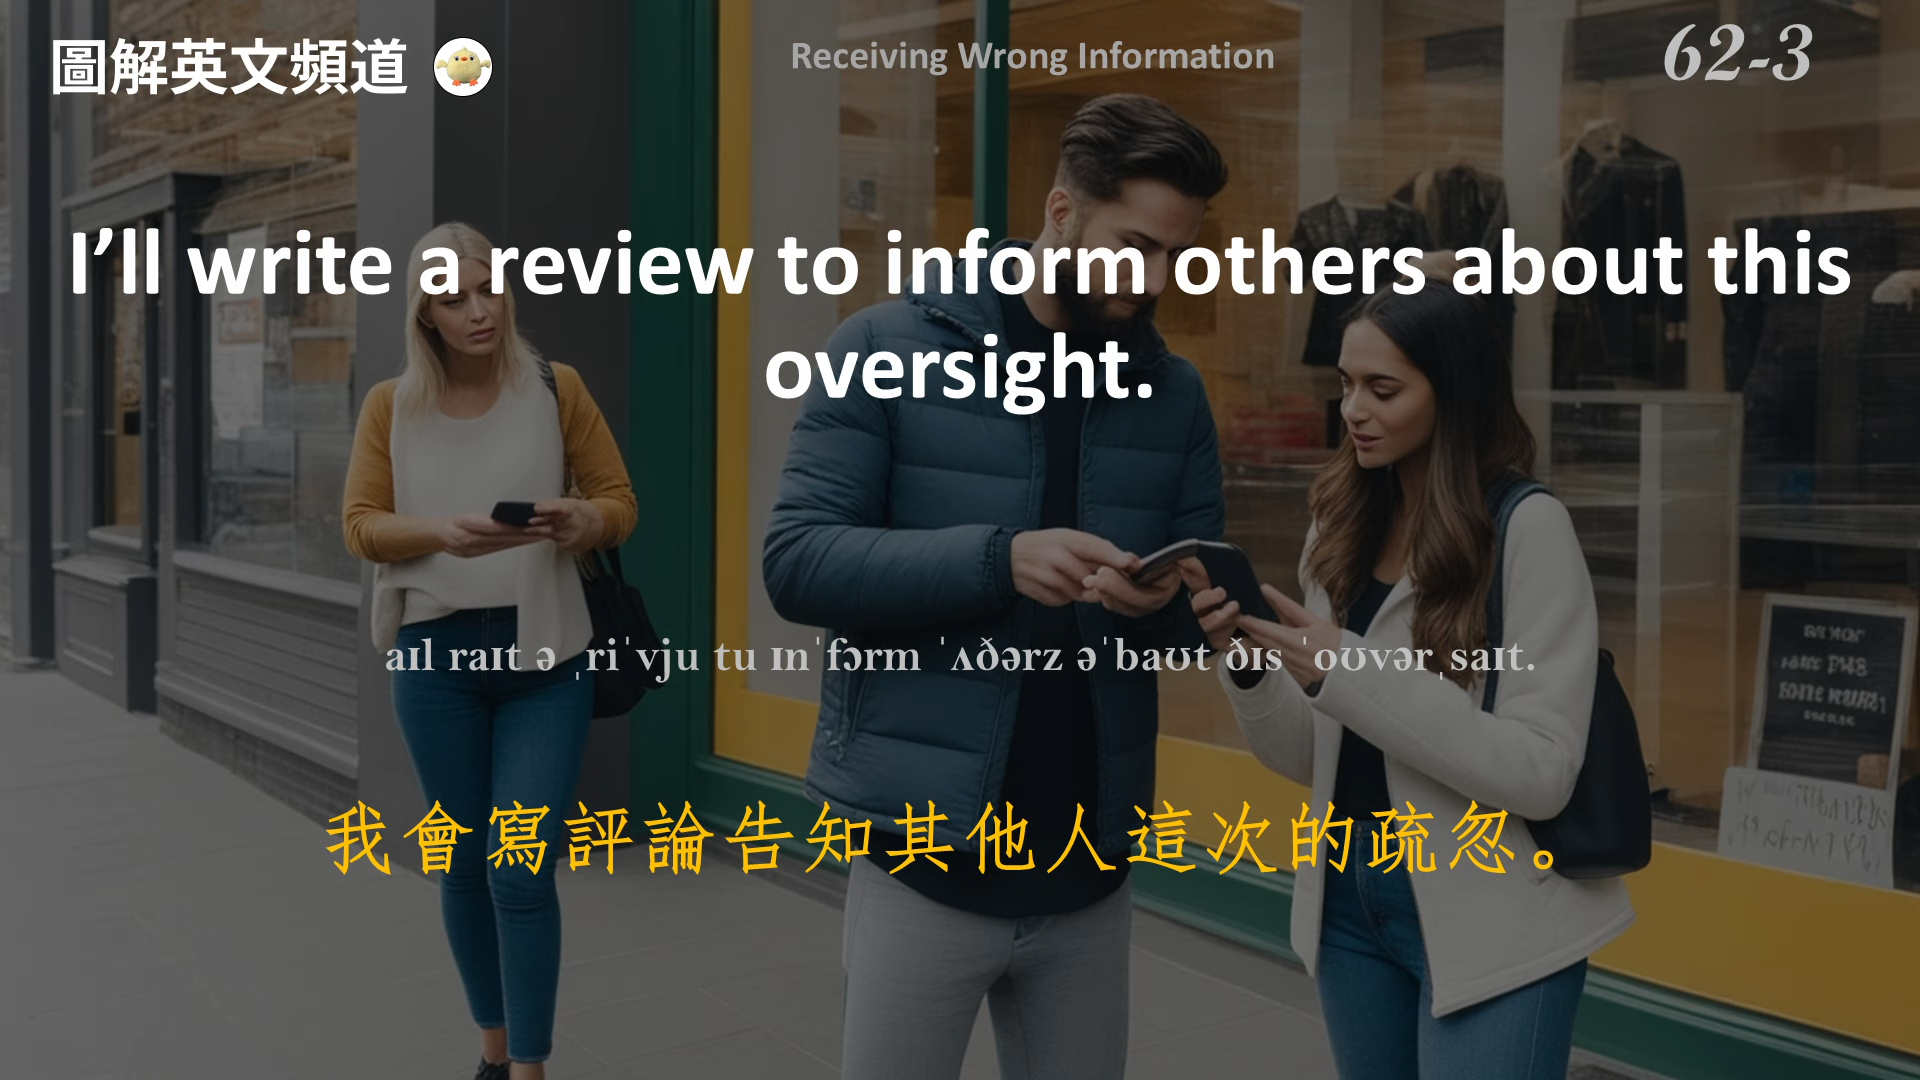 圖解英文頻道
Receiving Wrong Information
62-3
I’ll write a review to inform others about this
oversight.
aɪl raɪt ə ˌriˈvju tu ɪnˈfɔrm ˈʌðərz əˈbaʊt ðɪs ˈoʊvərˌsaɪt.
我會寫評論告知其他人這次的疏忽。